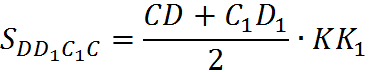 S_{DD_1C_1C} = \frac{CD + C_1D_1}{2} \cdot KK_1